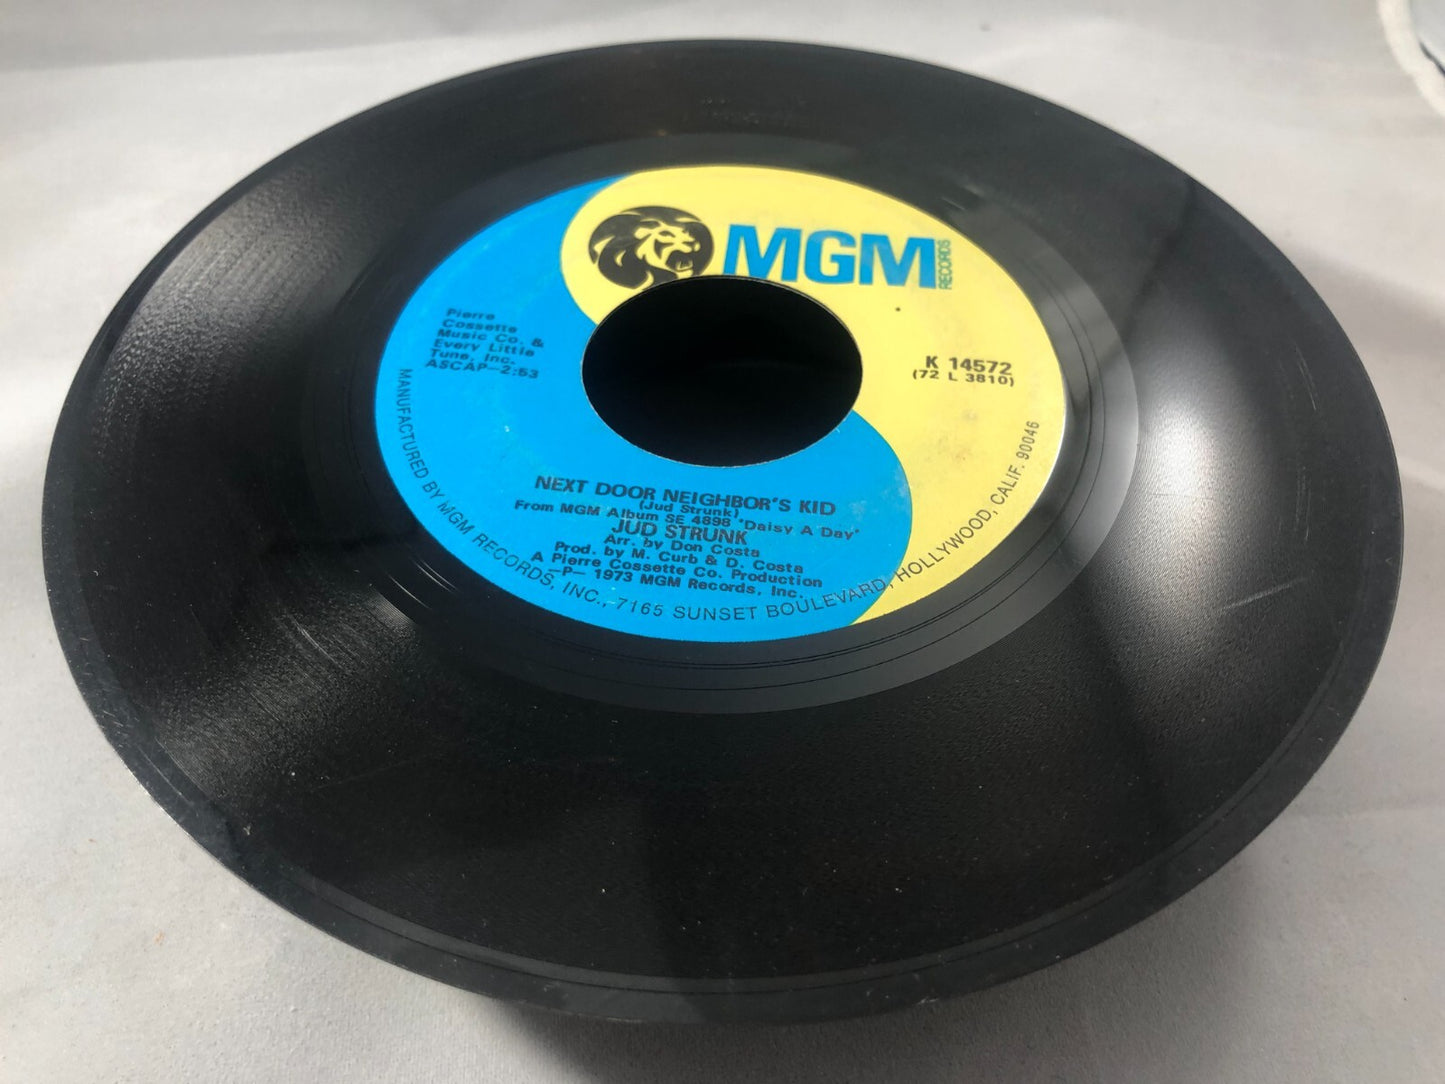 MGM
RECORDS
Pierre
Cossette
Music Co. &
Every Little
Tune, Inc.
ASCAP—2:53
K 14572
(72 L 3810)
NEXT DOOR NEIGHBOR'S KID
(Jud Strunk)
From MGM Album SE 4898 "Daisy A Day"
JUD STRUNK
Arr. by Don Costa
Prod. by M. Curb & D. Costa
A Pierre Cossette Co. Production
—P— 1973 MGM Records, Inc.
MANUFACTURED BY MGM RECORDS, INC., 7165 SUNSET BOULEVARD, HOLLYWOOD, CALIF. 90046